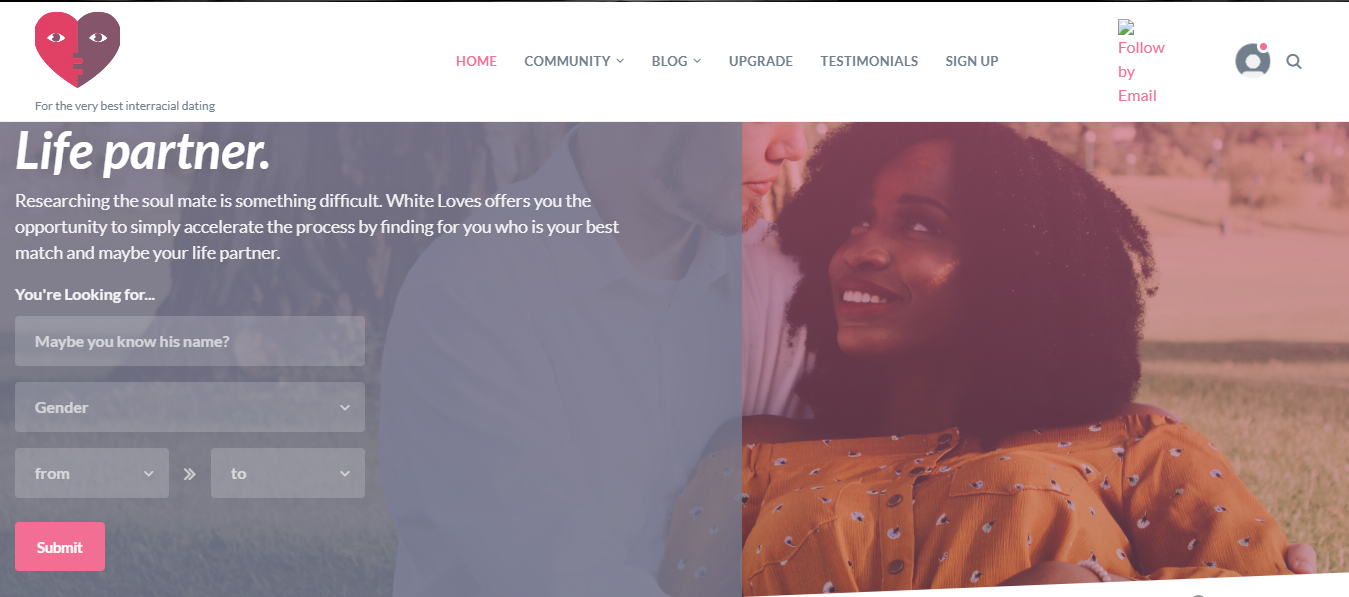 For the very best interracial dating
HOME COMMUNITY BLOG UPGRADE TESTIMONIALS SIGN UP
Follow
by
Email
Life partner.
Researching the soul mate is something difficult. White Loves offers you the
opportunity to simply accelerate the process by finding for you who is your best
match and maybe your life partner.
You're Looking for...
Maybe you know his name?
Gender
from » to
Submit